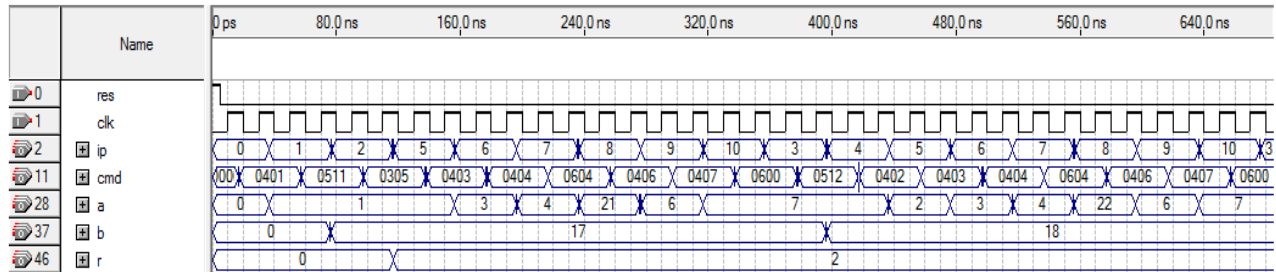 Name 0 ps 80.0 ns 160.0 ns 240.0 ns 320.0 ns 400.0 ns 480.0 ns 560.0 ns 640.0 ns
0 res
1 clk
2 ip 0 1 2 5 6 7 8 9 10 3 4 5 6 7 8 9 10 3
11 cmd 00 0401 0511 0305 0403 0404 0604 0406 0407 0600 0512 0402 0403 0404 0604 0406 0407 0600
28 a 0 1 3 4 21 6 7 2 3 4 22 6 7
37 b 0 17 18
46 r 0 2